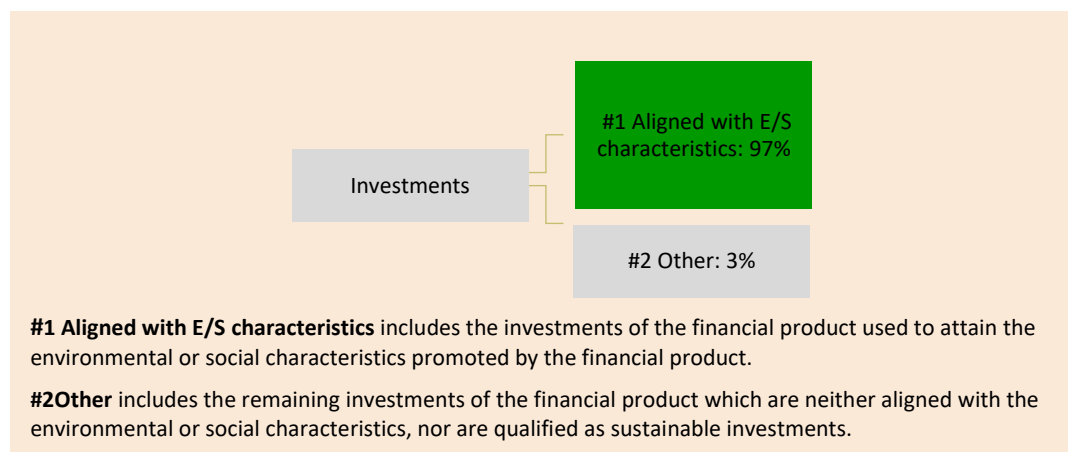 #1 Aligned with E/S
characteristics: 97%
Investments
#2 Other: 3%
#1 Aligned with E/S characteristics includes the investments of the financial product used to attain the
environmental or social characteristics promoted by the financial product.
#2Other includes the remaining investments of the financial product which are neither aligned with the
environmental or social characteristics, nor are qualified as sustainable investments.